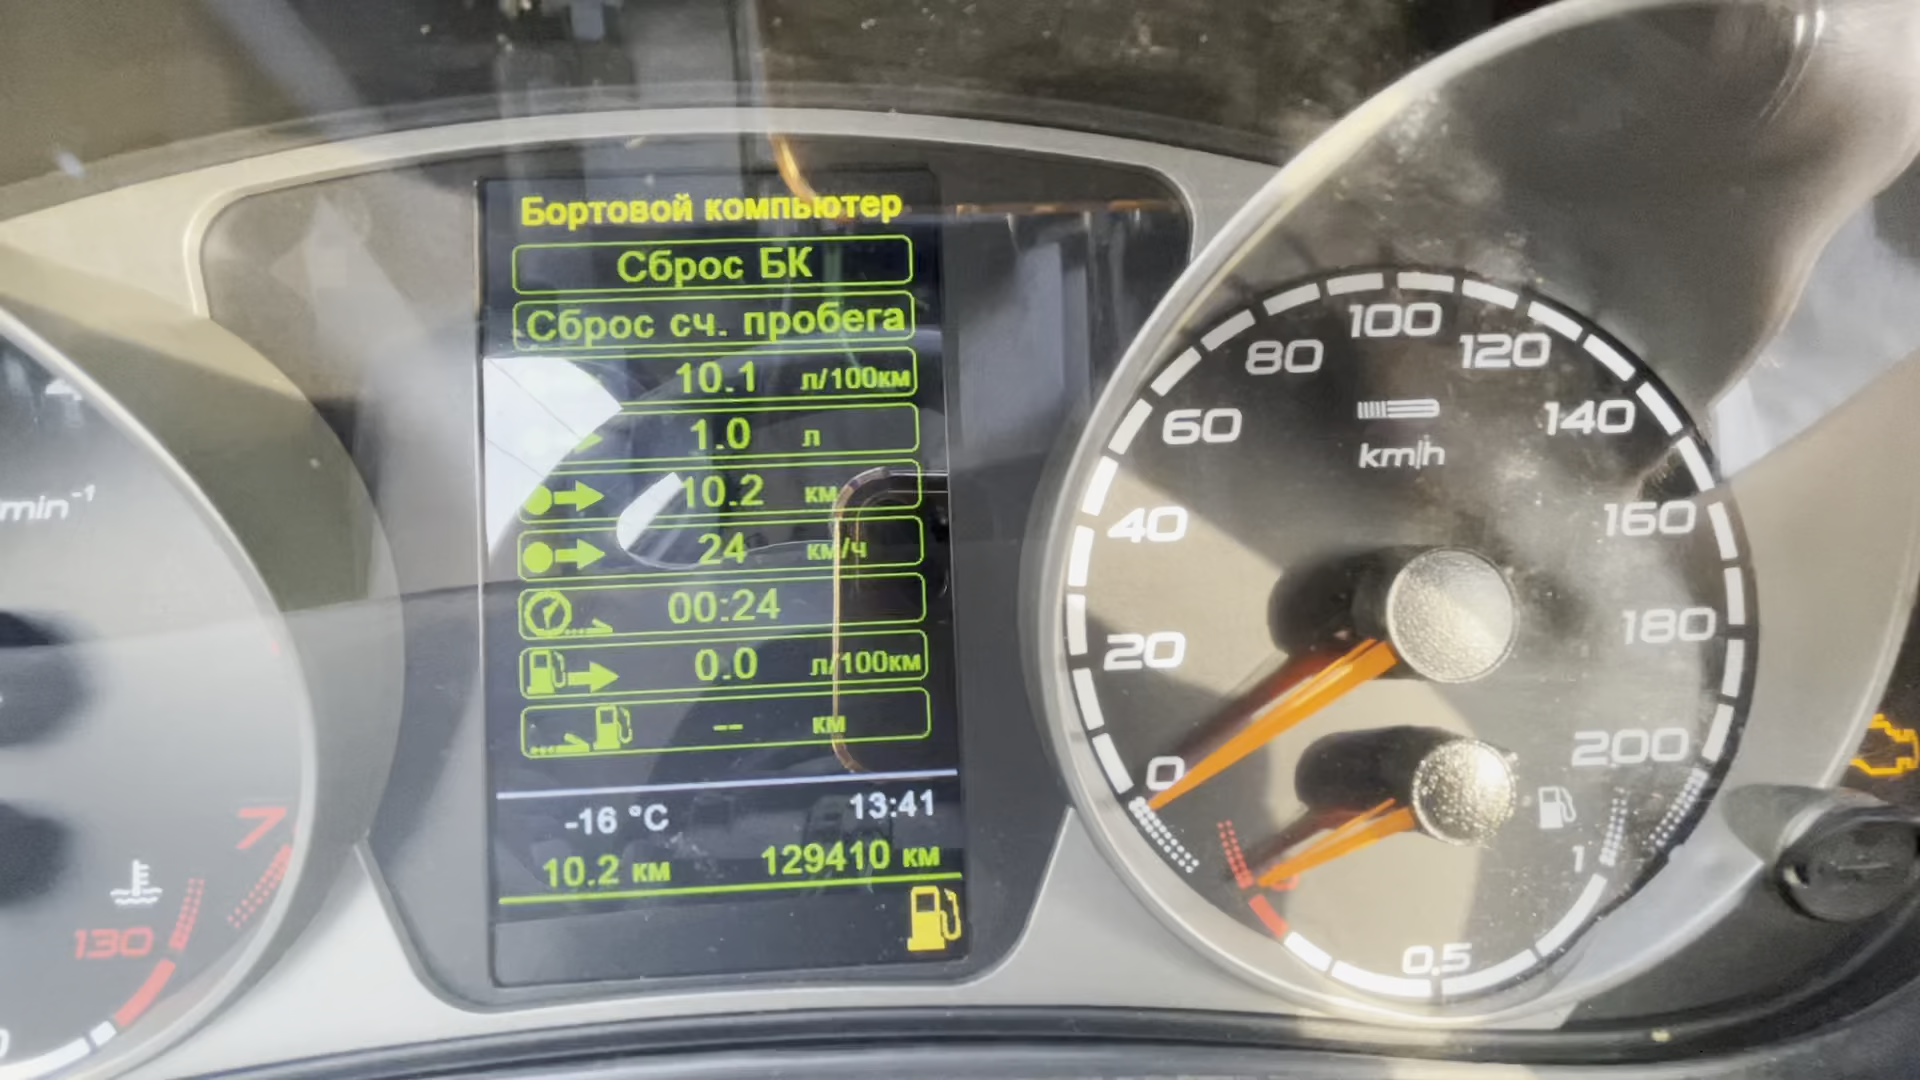 Бортовой компьютер
Сброс БК
Сброс сч. пробега
10.1 л/100км
1.0 л
10.2 км
24 км/ч
00:24
0.0 л/100км
-- км
-16 °C 13:41
10.2 км 129410 км
min⁻¹
7
130
0
20
40
60
80
100
120
140
160
180
200
km/h
0,5
1